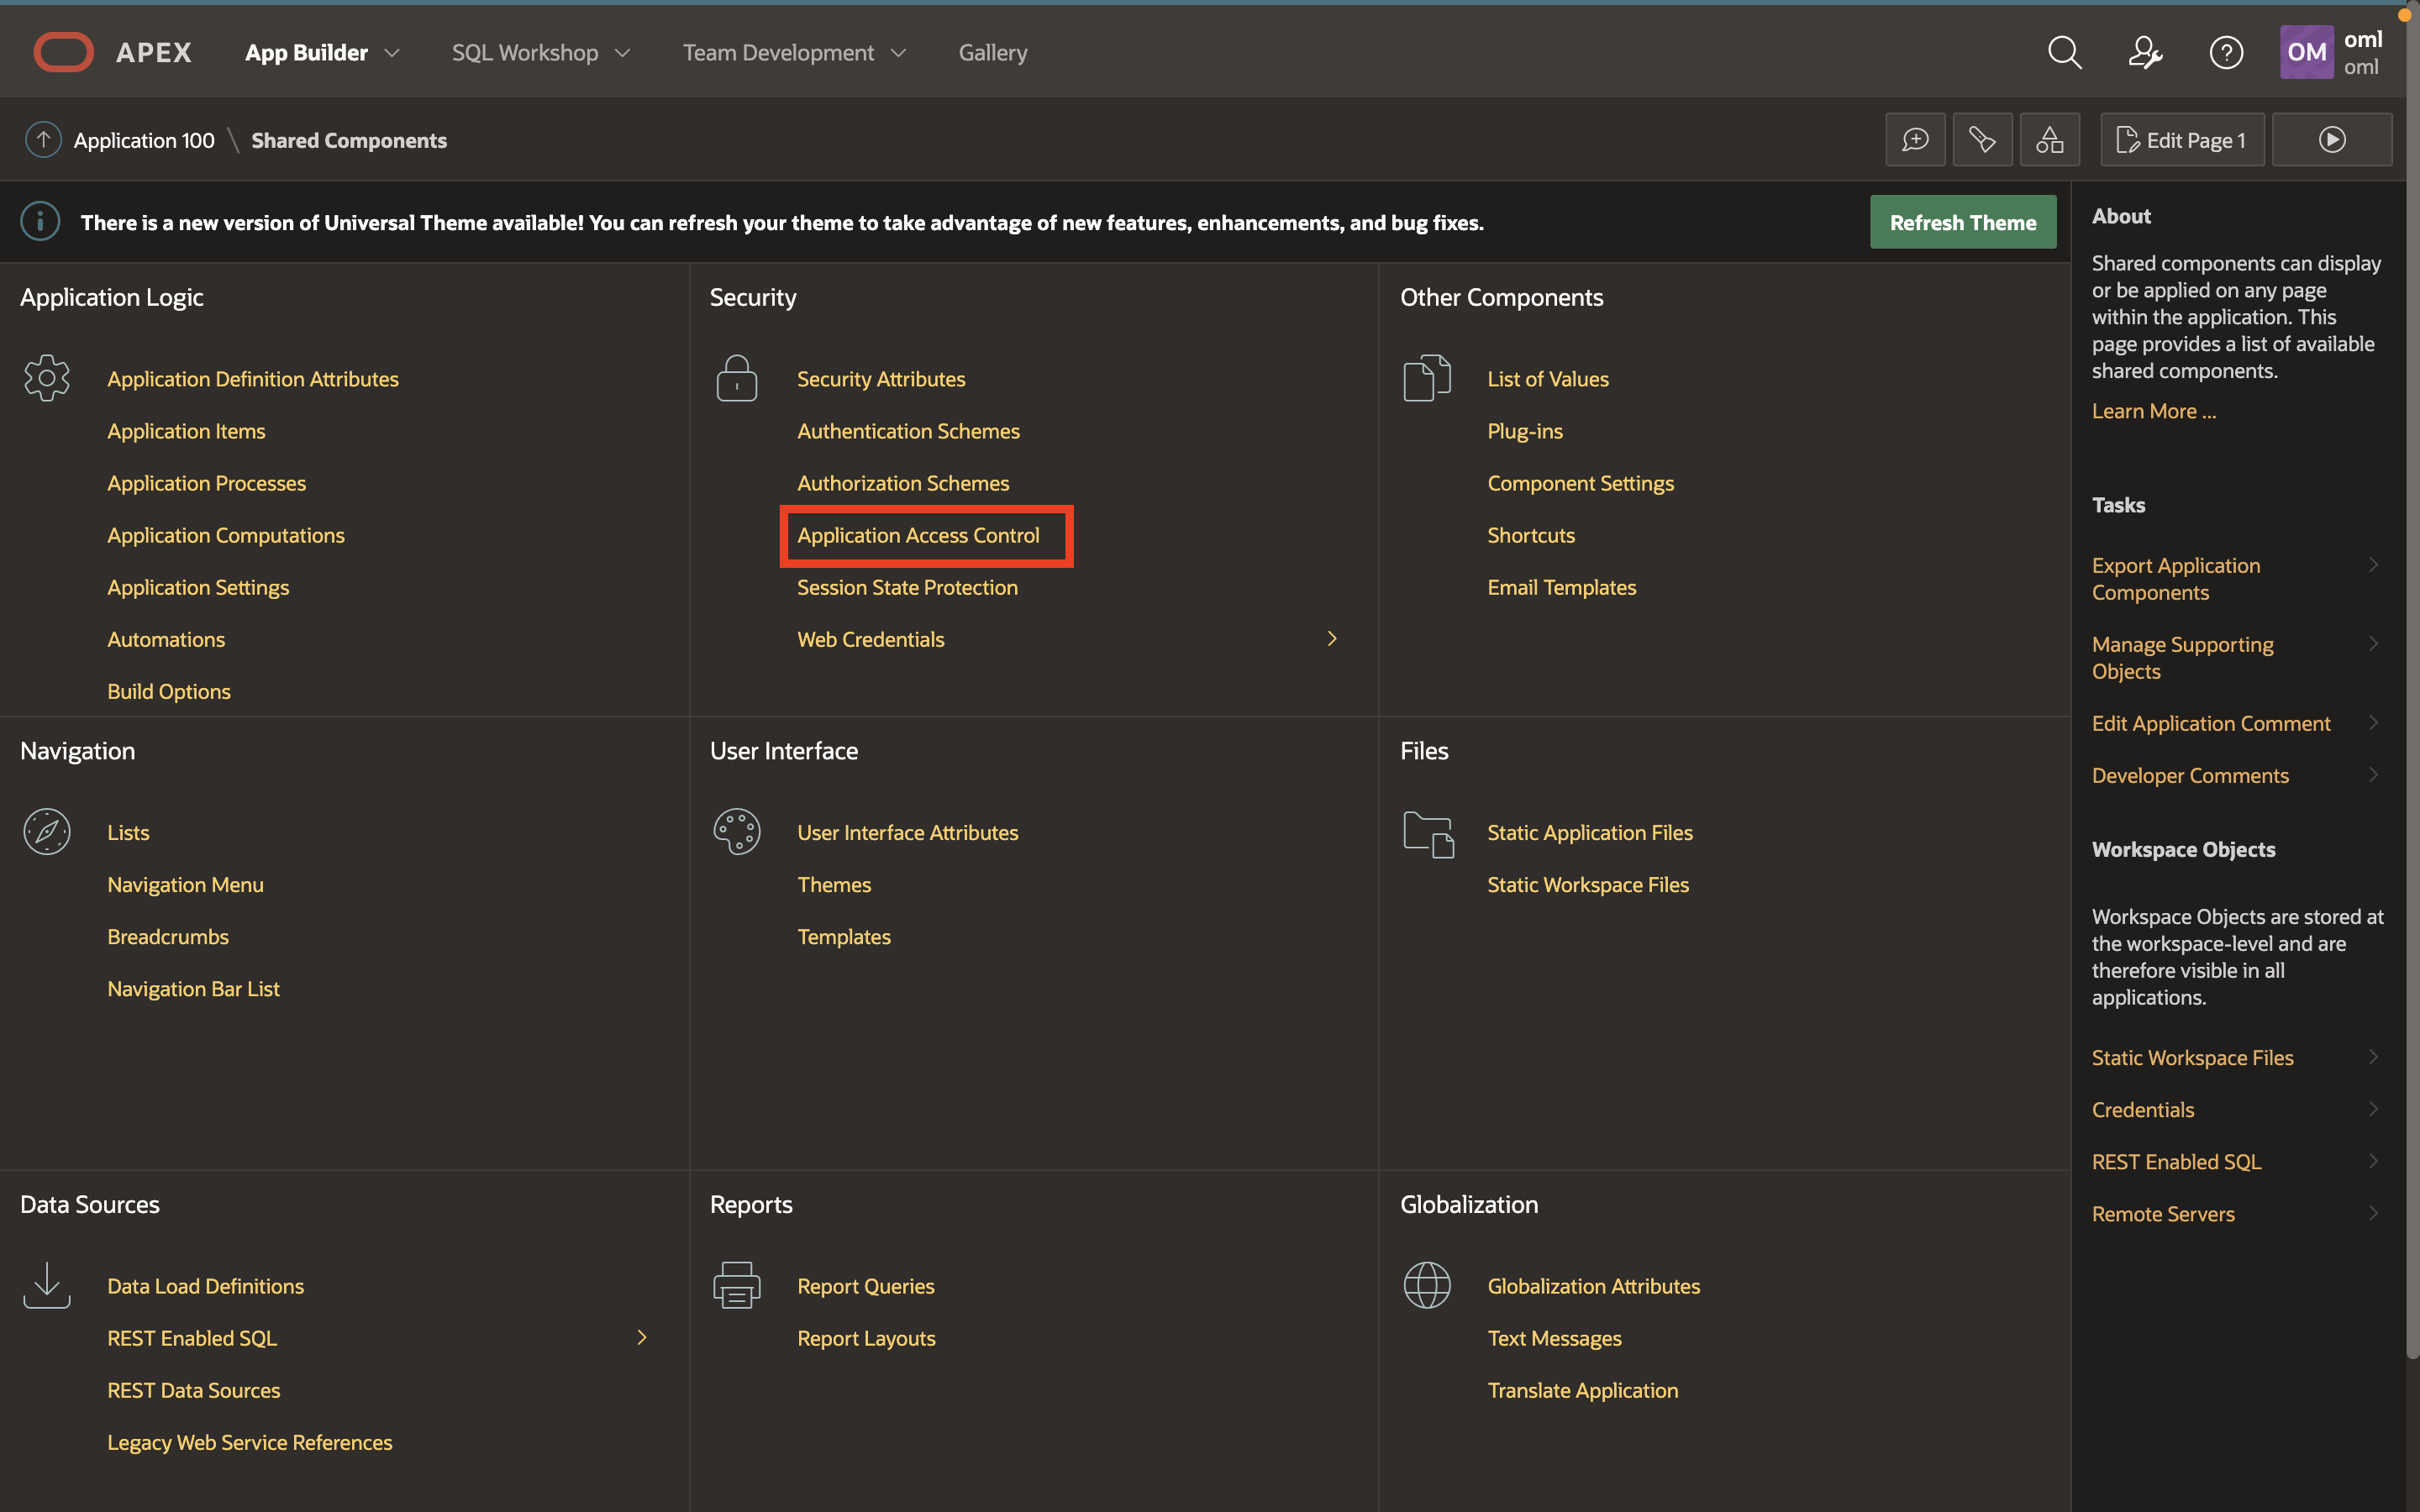 APEX
App Builder
SQL Workshop
Team Development
Gallery
OM
oml
oml
Application 100 \ Shared Components
Edit Page 1
There is a new version of Universal Theme available! You can refresh your theme to take advantage of new features, enhancements, and bug fixes.
Refresh Theme
Application Logic
Application Definition Attributes
Application Items
Application Processes
Application Computations
Application Settings
Automations
Build Options
Security
Security Attributes
Authentication Schemes
Authorization Schemes
Application Access Control
Session State Protection
Web Credentials
Other Components
List of Values
Plug-ins
Component Settings
Shortcuts
Email Templates
Navigation
Lists
Navigation Menu
Breadcrumbs
Navigation Bar List
User Interface
User Interface Attributes
Themes
Templates
Files
Static Application Files
Static Workspace Files
Data Sources
Data Load Definitions
REST Enabled SQL
REST Data Sources
Legacy Web Service References
Reports
Report Queries
Report Layouts
Globalization
Globalization Attributes
Text Messages
Translate Application
About
Shared components can display
or be applied on any page
within the application. This
page provides a list of available
shared components.
Learn More ...
Tasks
Export Application
Components
Manage Supporting
Objects
Edit Application Comment
Developer Comments
Workspace Objects
Workspace Objects are stored at
the workspace-level and are
therefore visible in all
applications.
Static Workspace Files
Credentials
REST Enabled SQL
Remote Servers